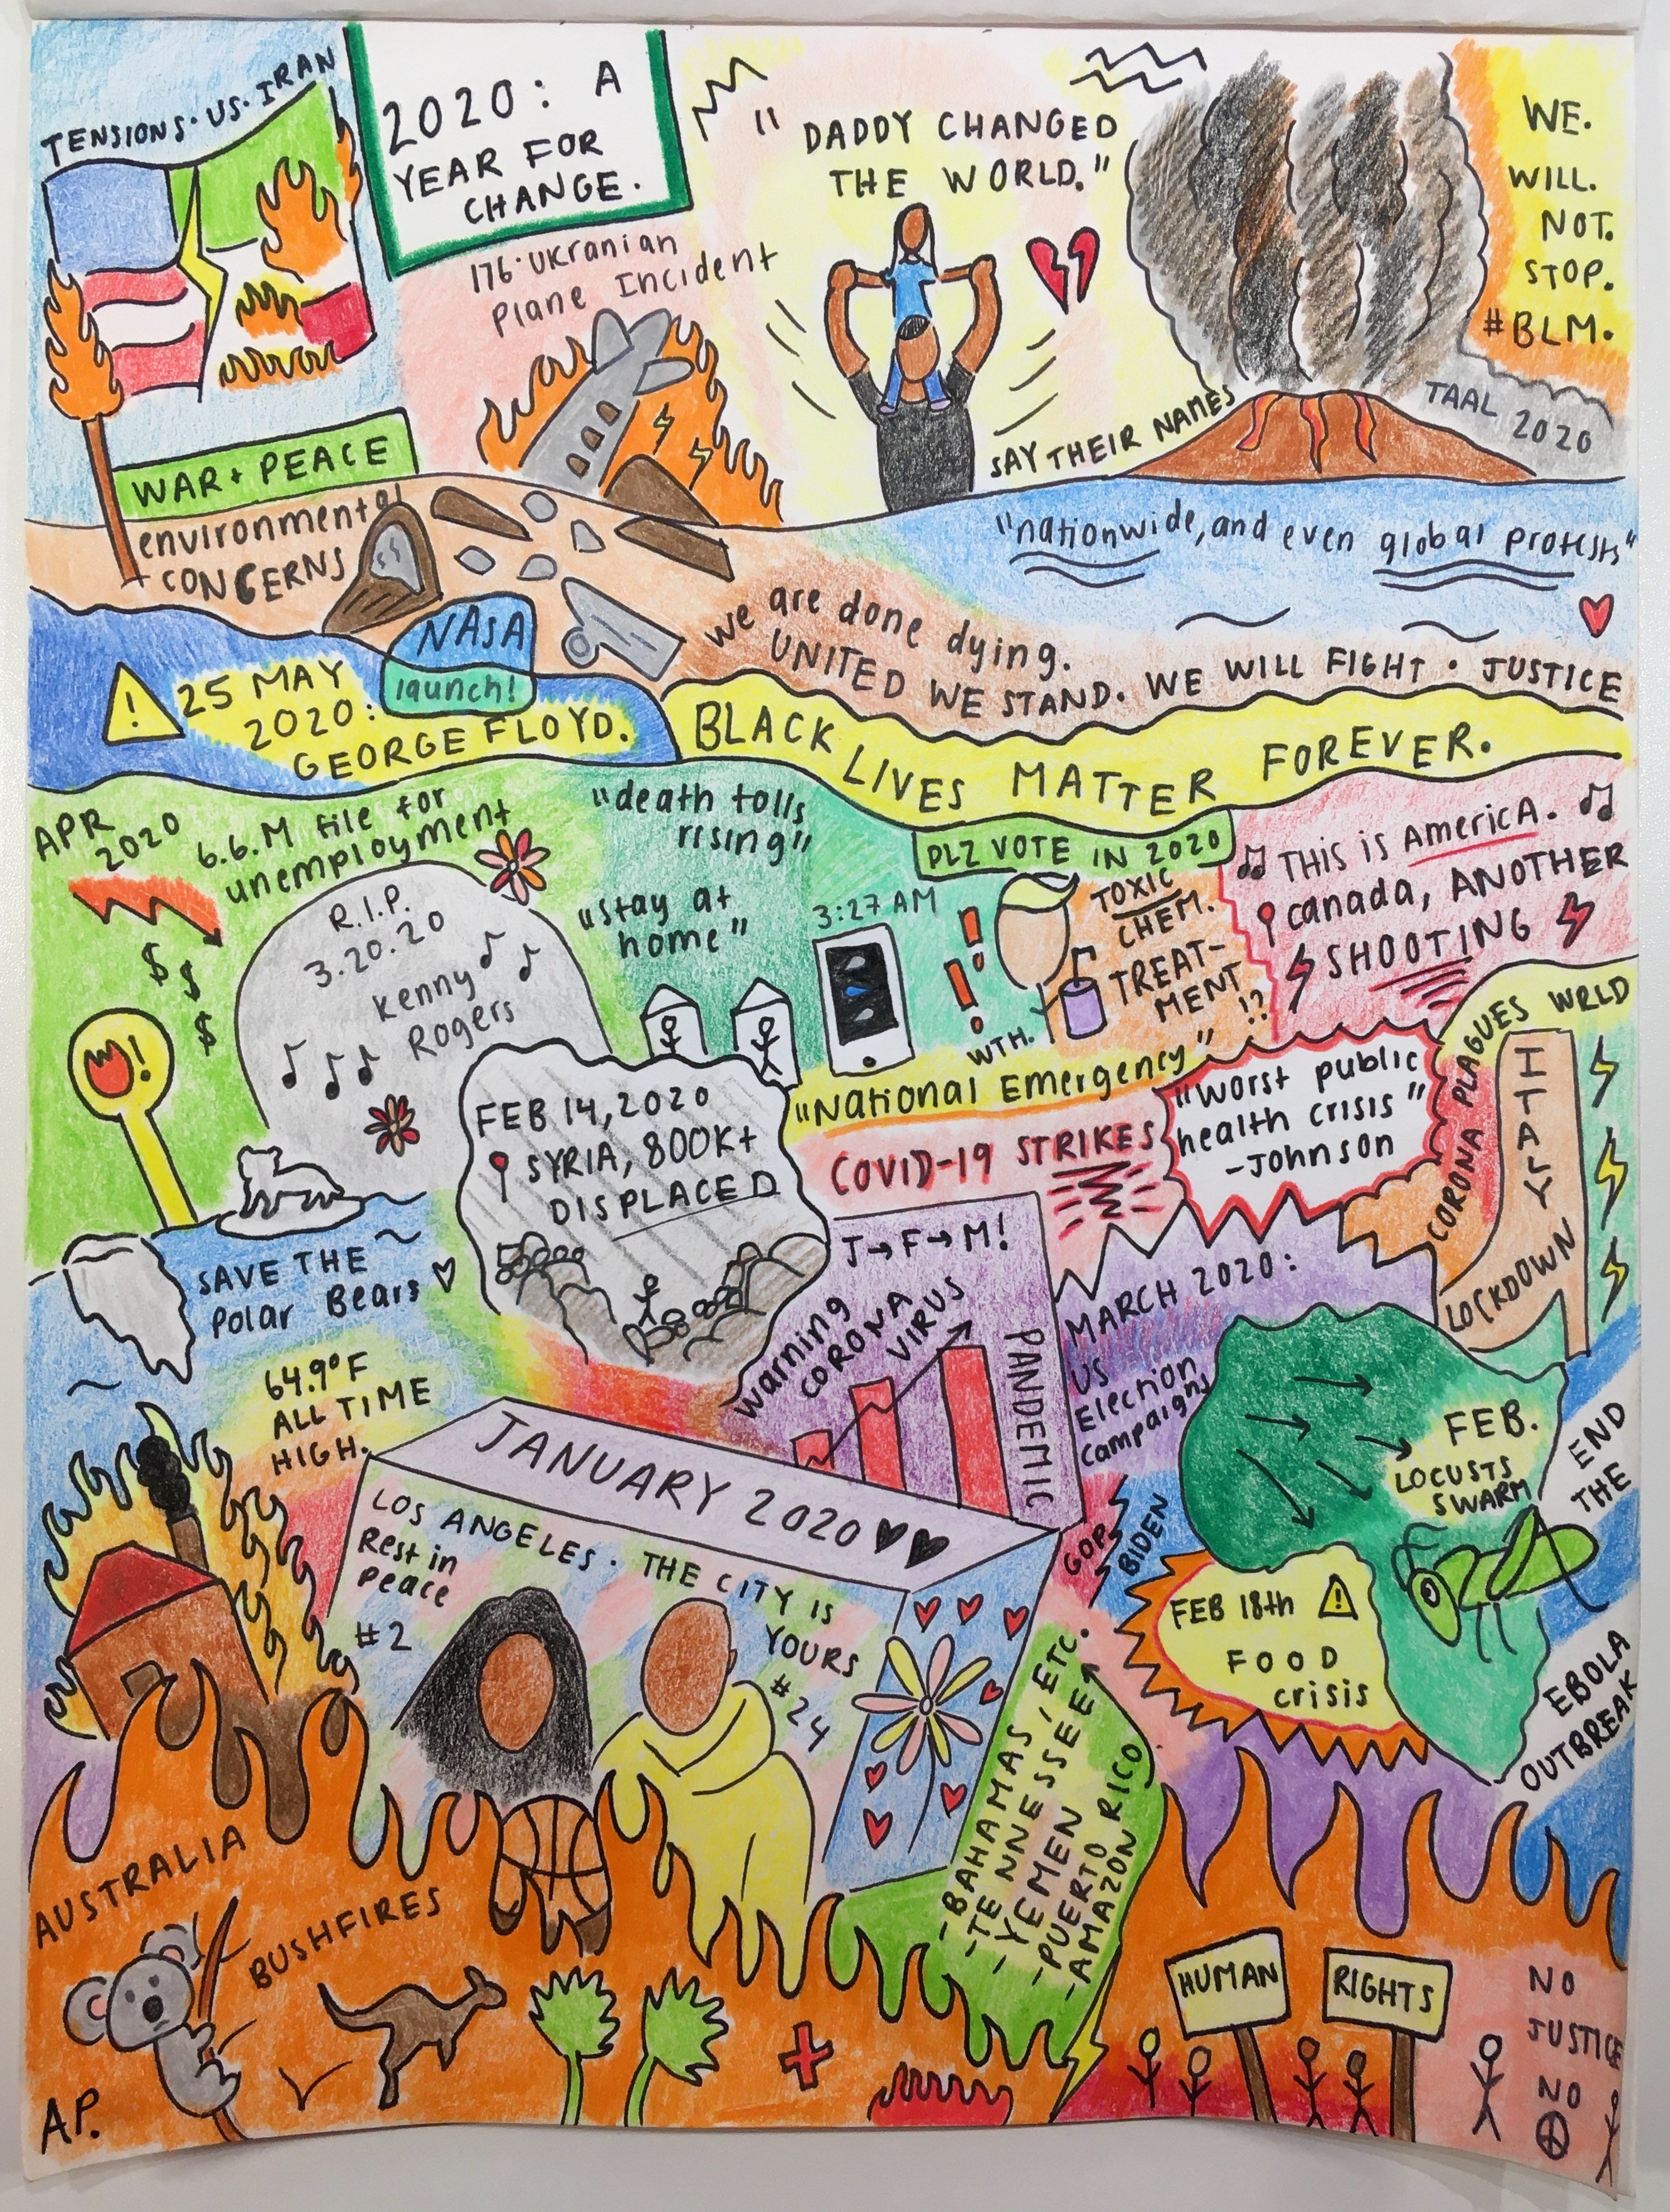 TENSIONS · US · IRAN
2020: A
YEAR FOR
CHANGE.
176 · Ukranian
Plane Incident
"DADDY CHANGED
THE WORLD."
WE.
WILL.
NOT.
STOP.
#BLM.
SAY THEIR NAMES
TAAL 2020
WAR + PEACE
environmental
CONCERNS
"nationwide, and even global protests"
NASA
launch!
we are done dying.
UNITED WE STAND. WE WILL FIGHT · JUSTICE
25 MAY
2020:
GEORGE FLOYD.
BLACK LIVES MATTER FOREVER.
APR
2020
6.6.M file for
unemployment
$
$
$
"death tolls
rising"
"stay at
home"
R.I.P.
3.20.20
Kenny
Rogers
PLZ VOTE IN 2020
3:27 AM
TOXIC
CHEM.
TREAT-
MENT
!?
WTH.
THIS is AmericA.
canada, ANOTHER
SHOOTING
"National Emergency"
COVID-19 STRIKES
"worst public
health crisis"
-Johnson
CORONA PLAGUES WRLD
ITALY
LOCKDOWN
FEB 14, 2020
SYRIA, 800K+
DISPLACED
SAVE THE
Polar Bears
64.9°F
ALL TIME
HIGH.
J→F→M!
warning
CORONA
VIRUS
PANDEMIC
MARCH 2020:
US
Election
campaigns
GOP
BIDEN
FEB.
LOCUSTS
SWARM
END
THE
EBOLA
OUTBREAK
FEB 18th
FOOD
crisis
JANUARY 2020
LOS ANGELES · THE CITY IS
YOURS
#24
Rest in
peace
#2
-BAHAMAS, ETC.
-TENNESSEE
-YEMEN
-PUERTO RICO
-AMAZON
AUSTRALIA
BUSHFIRES
HUMAN
RIGHTS
NO
JUSTICE
NO
A.P.